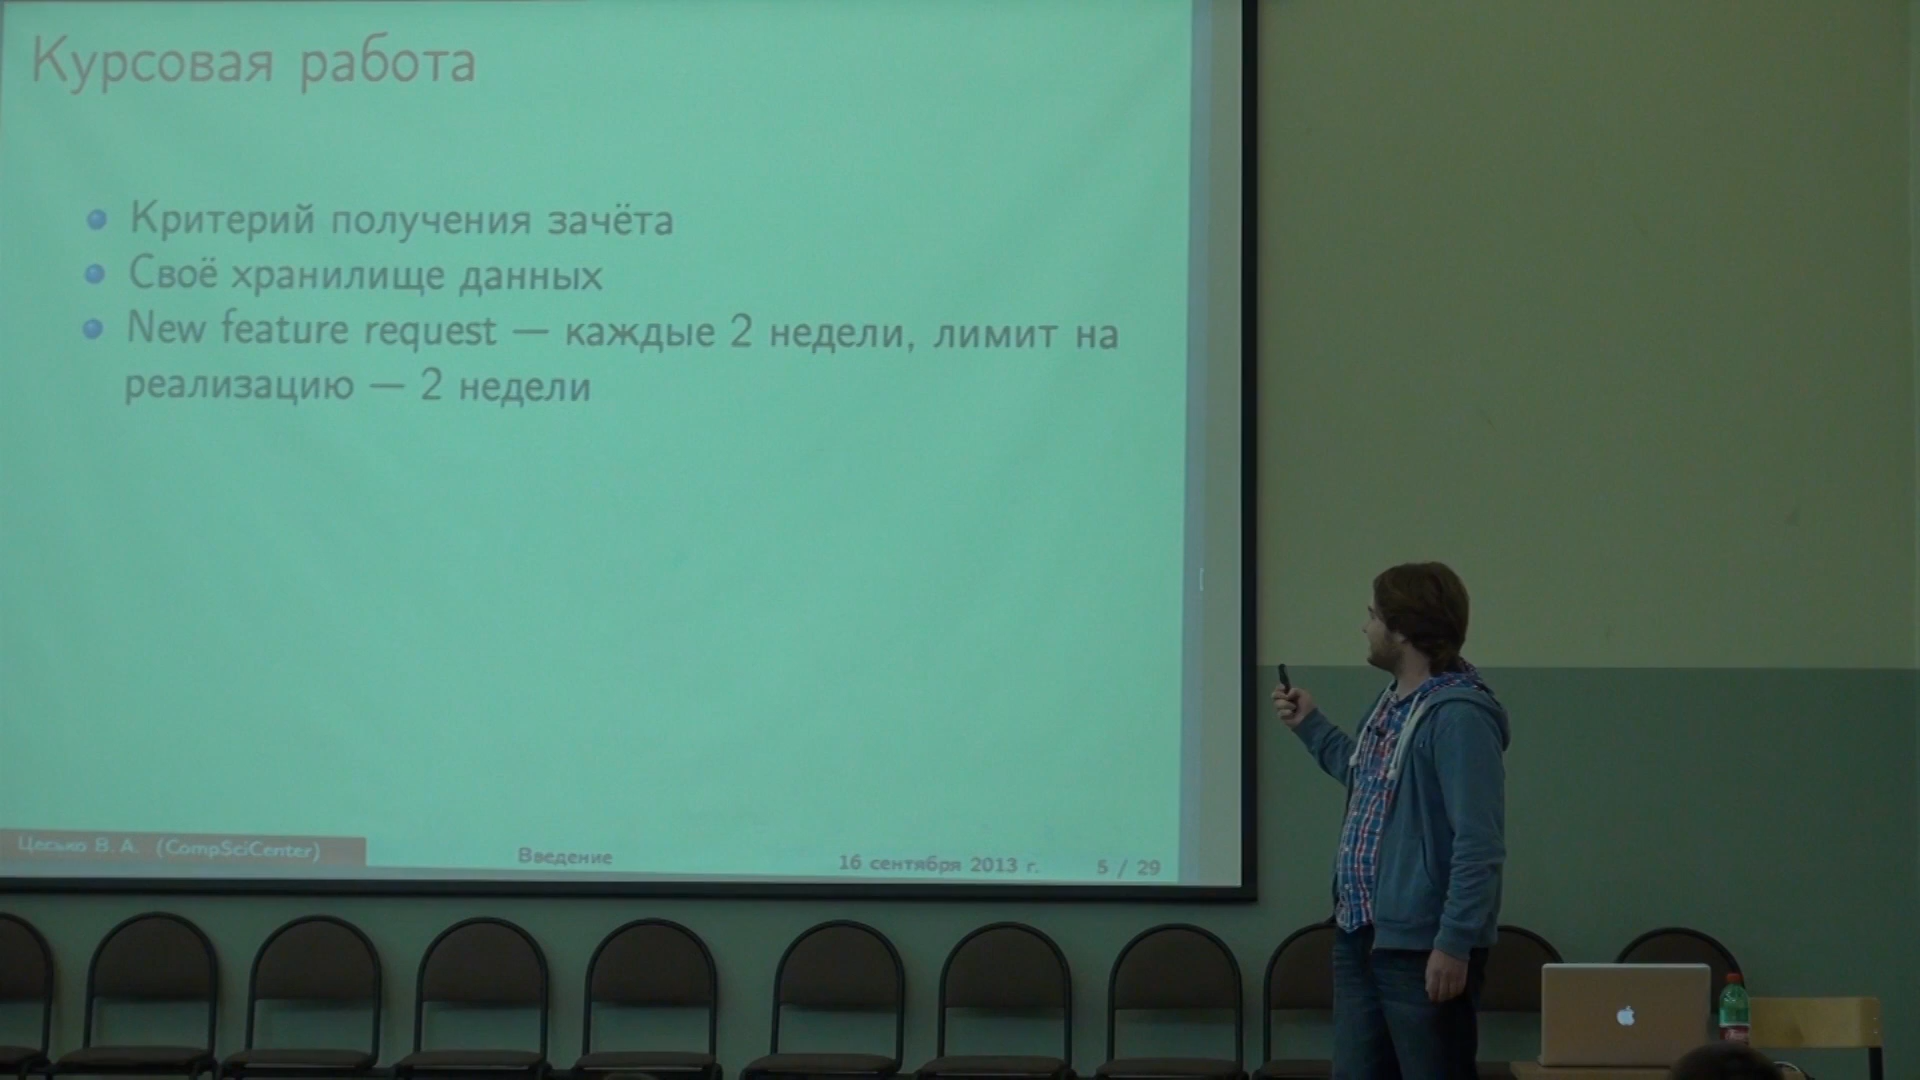 Курсовая работа
Критерий получения зачёта
Своё хранилище данных
New feature request — каждые 2 недели, лимит на
реализацию — 2 недели
Цесько В. А. (CompSciCenter)
Введение
16 сентября 2013 г.
5 / 29